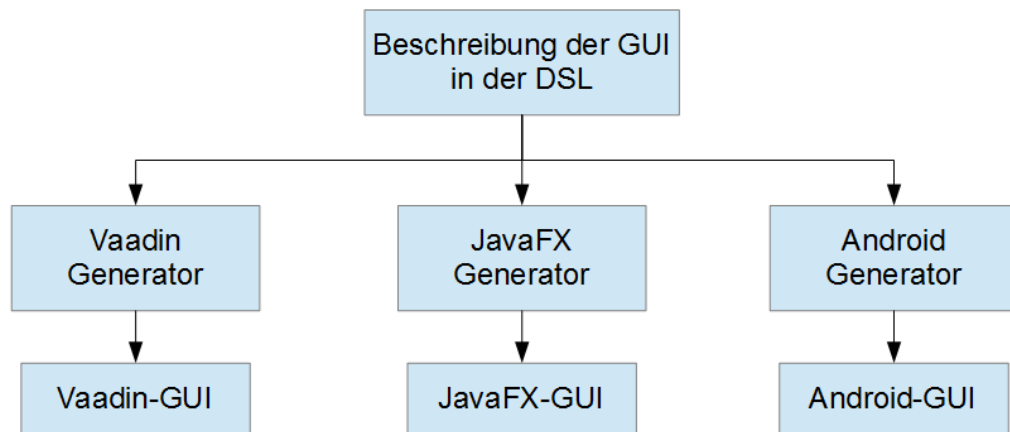 Beschreibung der GUI
in der DSL
Vaadin
Generator
JavaFX
Generator
Android
Generator
Vaadin-GUI
JavaFX-GUI
Android-GUI